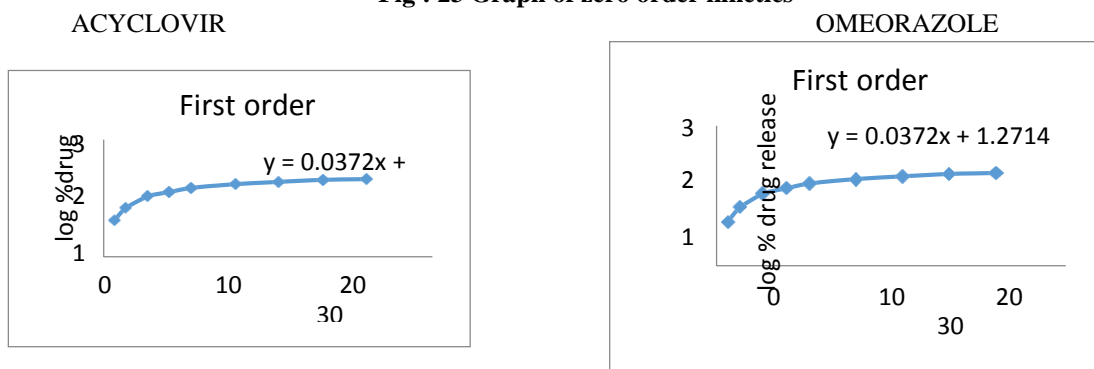 Fig . 23 Graph of zero order kinetics
ACYCLOVIR
OMEORAZOLE
First order
log %drug
3
2
1
y = 0.0372x +
0 10 20
30
First order
log % drug release
3
2
1
y = 0.0372x + 1.2714
0 10 20
30